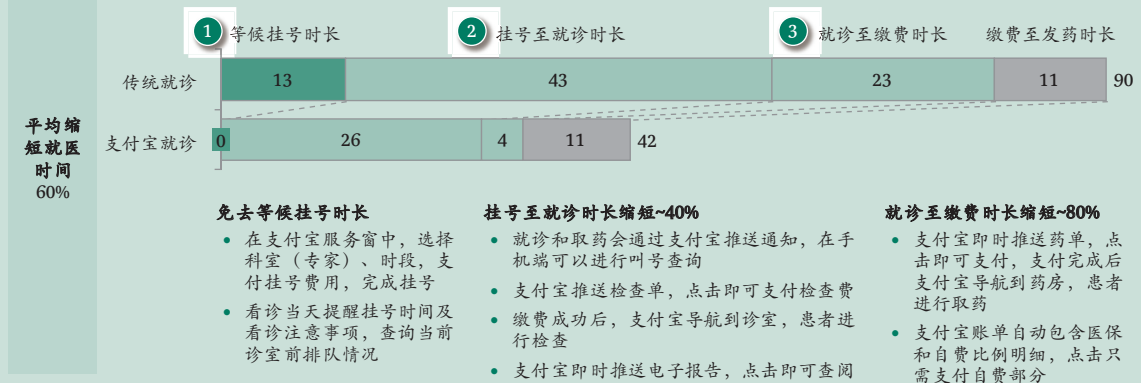 1 等候挂号时长
2 挂号至就诊时长
3 就诊至缴费时长
缴费至发药时长
传统就诊 13 43 23 11 90
支付宝就诊 0 26 4 11 42
平均缩
短就医
时间
60%
免去等候挂号时长
• 在支付宝服务窗中，选择
科室（专家）、时段，支
付挂号费用，完成挂号
• 看诊当天提醒挂号时间及
看诊注意事项，查询当前
诊室前排队情况
挂号至就诊时长缩短~40%
• 就诊和取药会通过支付宝推送通知，在手
机端可以进行叫号查询
• 支付宝推送检查单，点击即可支付检查费
• 缴费成功后，支付宝导航到诊室，患者进
行检查
• 支付宝即时推送电子报告，点击即可查阅
就诊至缴费时长缩短~80%
• 支付宝即时推送药单，点
击即可支付，支付完成后
支付宝导航到药房，患者
进行取药
• 支付宝账单自动包含医保
和自费比例明细，点击只
需支付自费部分